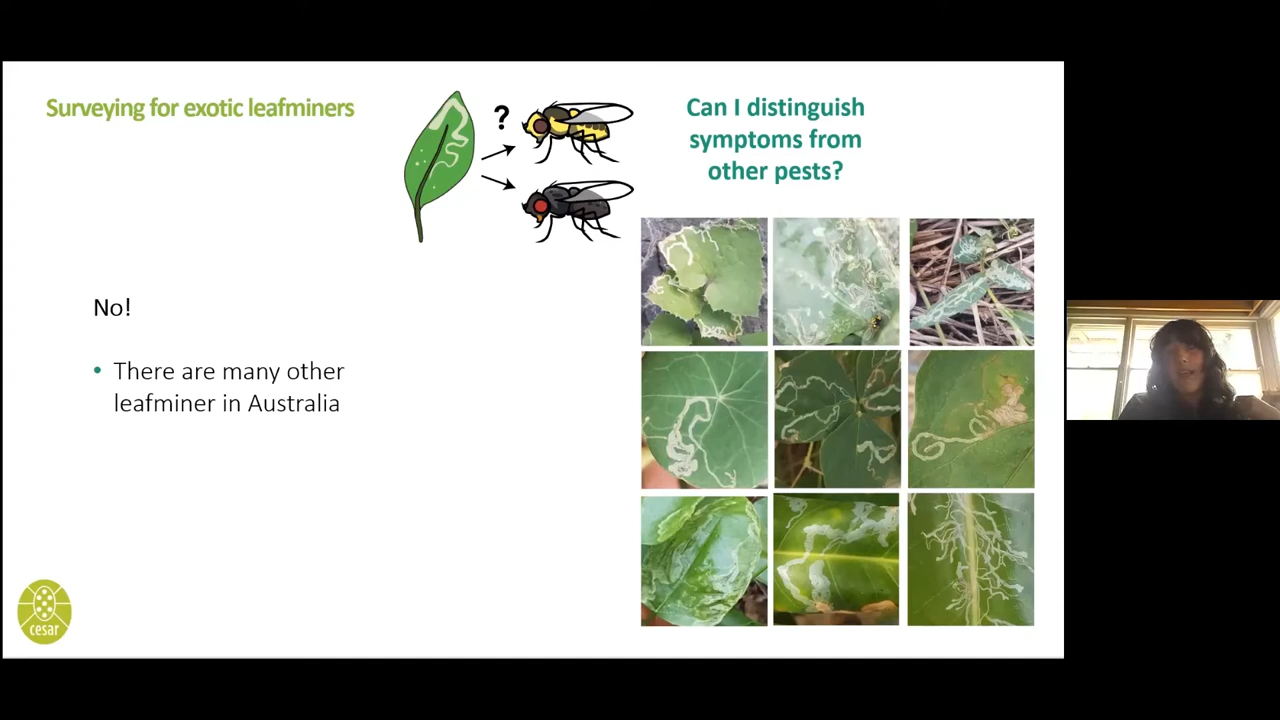 Surveying for exotic leafminers
?
Can I distinguish
symptoms from
other pests?
No!
• There are many other
leafminer in Australia
cesar